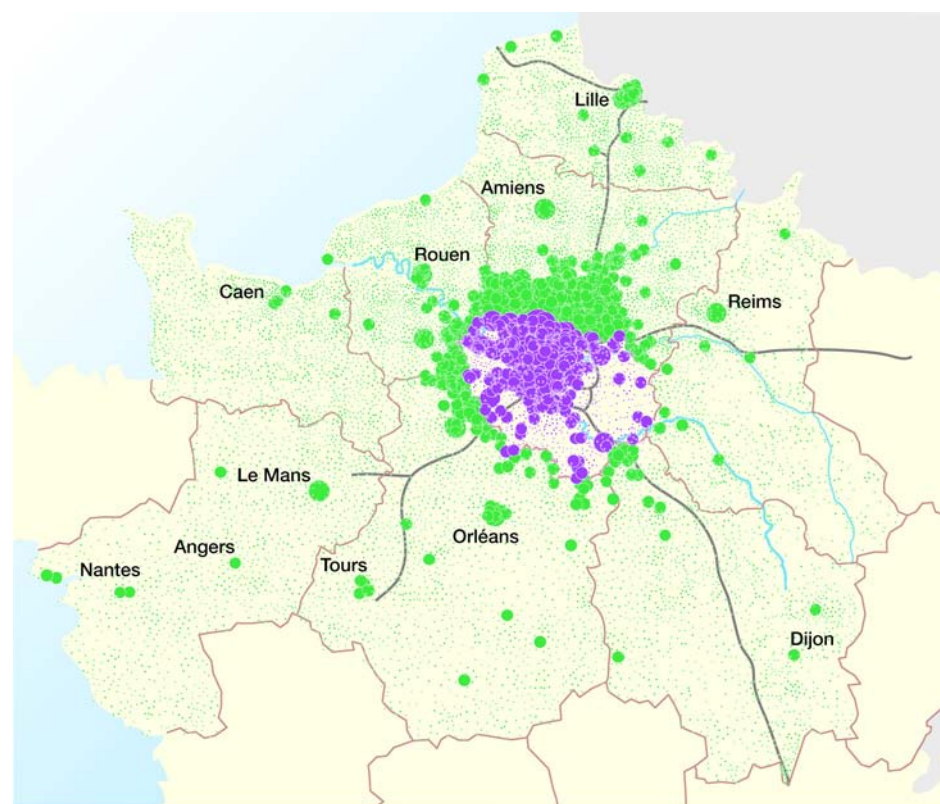 Lille
Amiens
Rouen
Caen
Reims
Le Mans
Orléans
Angers
Nantes
Tours
Dijon